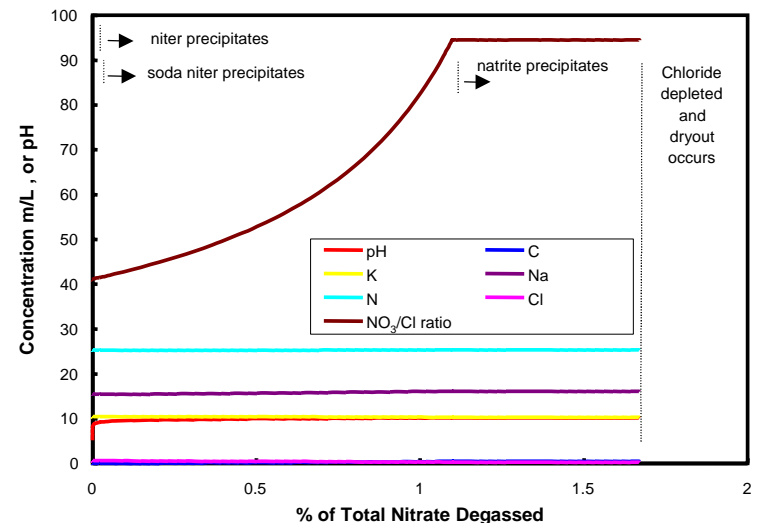 100
90
80
70
60
50
40
30
20
10
0
Concentration m/L , or pH
niter precipitates
soda niter precipitates
natrite precipitates
Chloride
depleted
and
dryout
occurs
pH C
K Na
N Cl
NO₃/Cl ratio
0 0.5 1 1.5 2
% of Total Nitrate Degassed